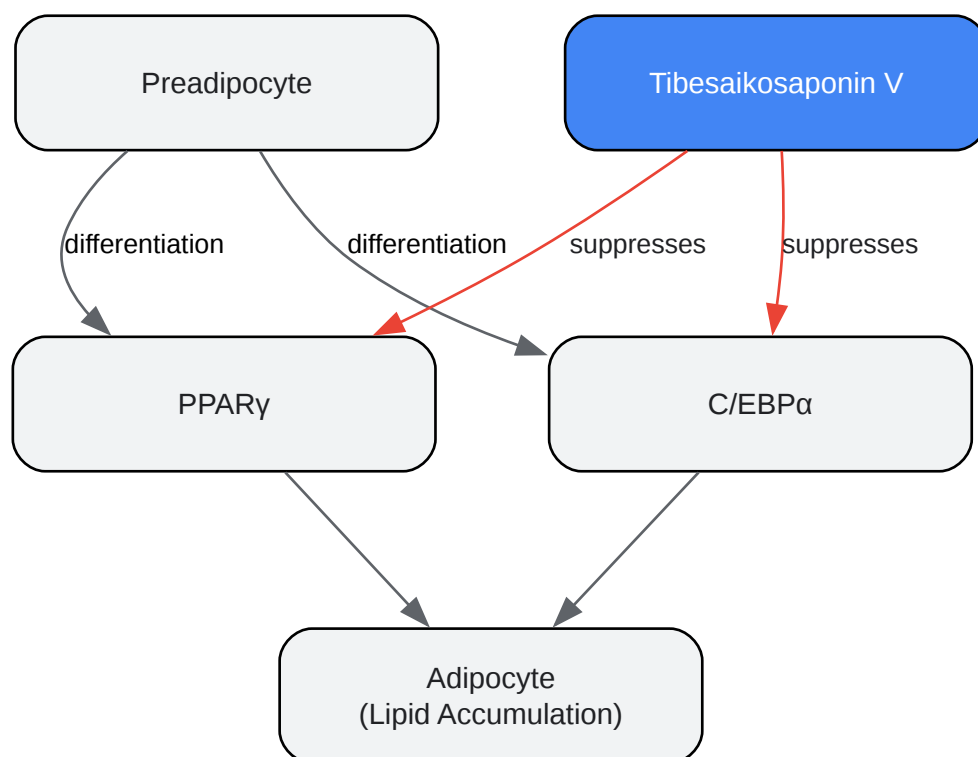 Preadipocyte
Tibesaikosaponin V
differentiation
differentiation
suppresses
suppresses
PPARγ
C/EBPα
Adipocyte
(Lipid Accumulation)